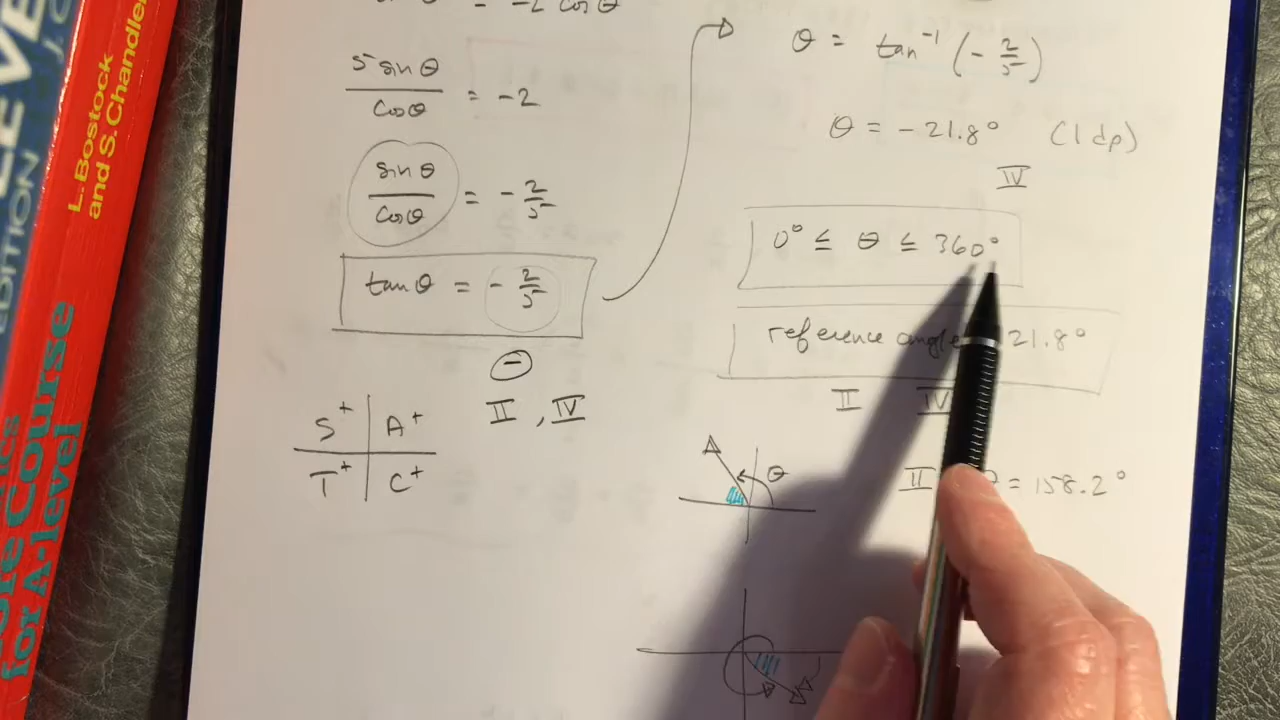 = -2 cos θ
5 sin θ / cos θ = -2
sin θ / cos θ = - 2/5
tan θ = - 2/5
⊖
II , IV
S+ A+
T+ C+
θ = tan⁻¹ (- 2/5)
θ = -21.8° (1 dp)
IV
0° ≤ θ ≤ 360°
reference angle 21.8°
II IV
θ
II = 158.2°
L. Bostock
and S. Chandler
EDITION
Course
for A-level